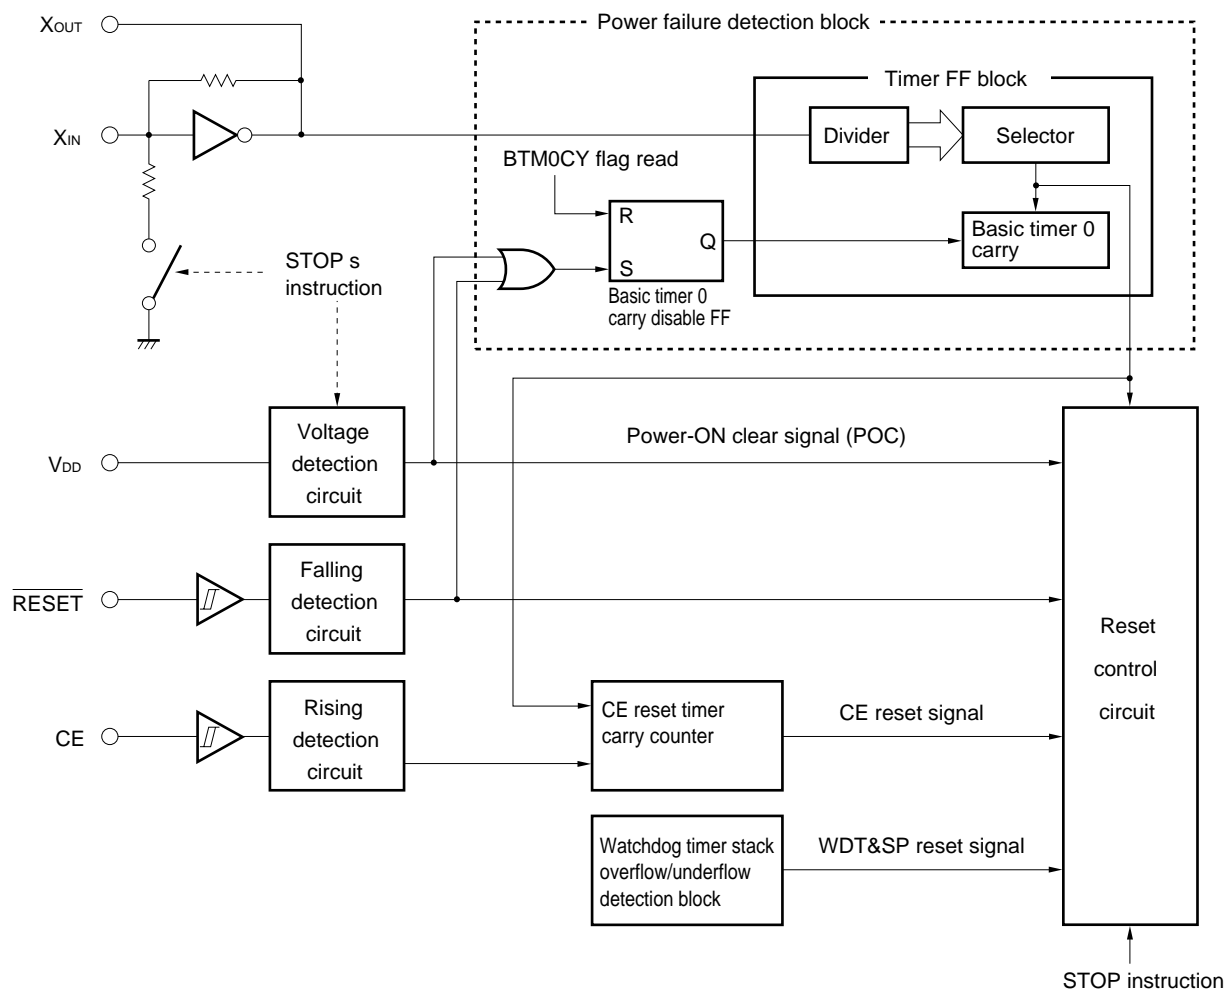 XOUT
Power failure detection block
Timer FF block
XIN
Divider
Selector
BTM0CY flag read
R
Q
S
Basic timer 0
carry
STOP s
instruction
Basic timer 0
carry disable FF
Voltage
detection
circuit
Power-ON clear signal (POC)
VDD
Falling
detection
circuit
RESET
Reset
control
circuit
Rising
detection
circuit
CE
CE reset timer
carry counter
CE reset signal
Watchdog timer stack
overflow/underflow
detection block
WDT&SP reset signal
STOP instruction